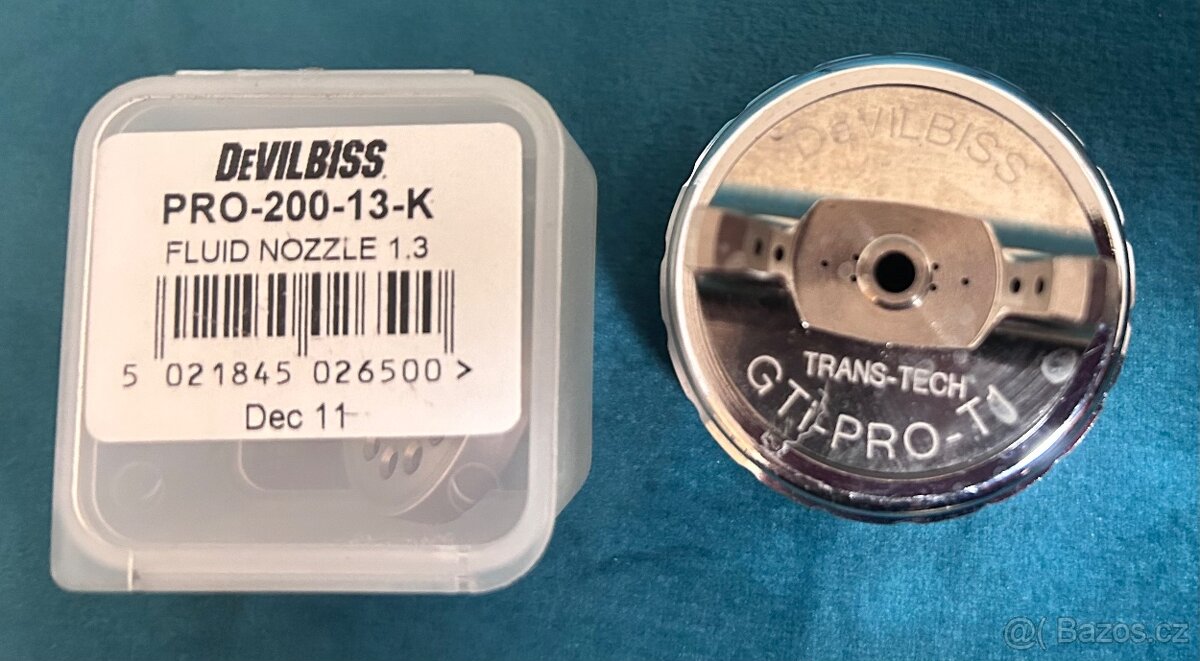 DEVILBISS
PRO-200-13-K
FLUID NOZZLE 1.3
5 021845 026500 >
Dec 11
DEVILBISS
TRANS-TECH
GTi-PRO-T1
@( Bazos.cz